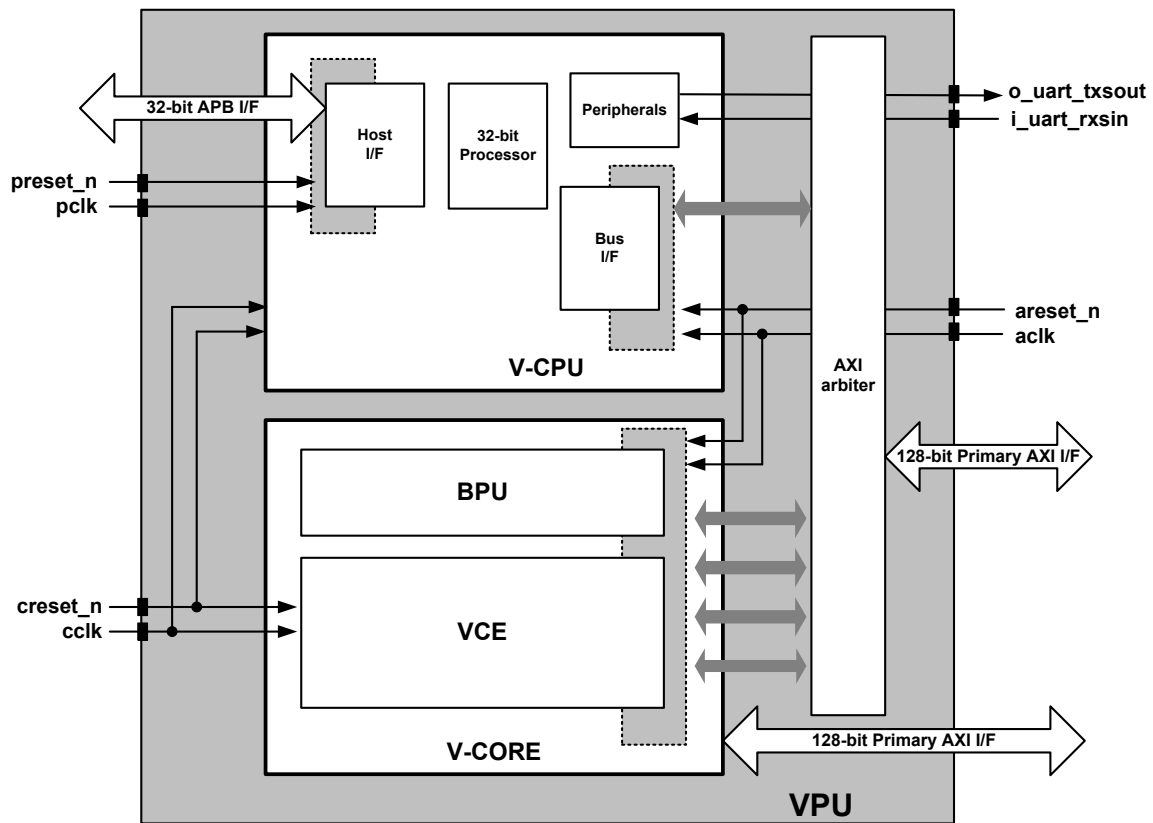 32-bit APB I/F
Host
I/F
32-bit
Processor
Peripherals
o_uart_txsout
i_uart_rxsin
preset_n
pclk
Bus
I/F
areset_n
aclk
V-CPU
AXI
arbiter
128-bit Primary AXI I/F
BPU
creset_n
cclk
VCE
V-CORE
128-bit Primary AXI I/F
VPU